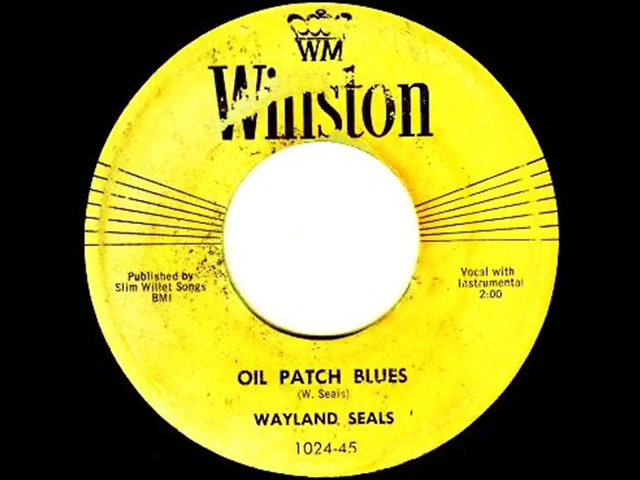 WM
Winston
Published by
Slim Willet Songs
BMI
Vocal with
Instrumental
2:00
OIL PATCH BLUES
(W. Seals)
WAYLAND SEALS
1024-45